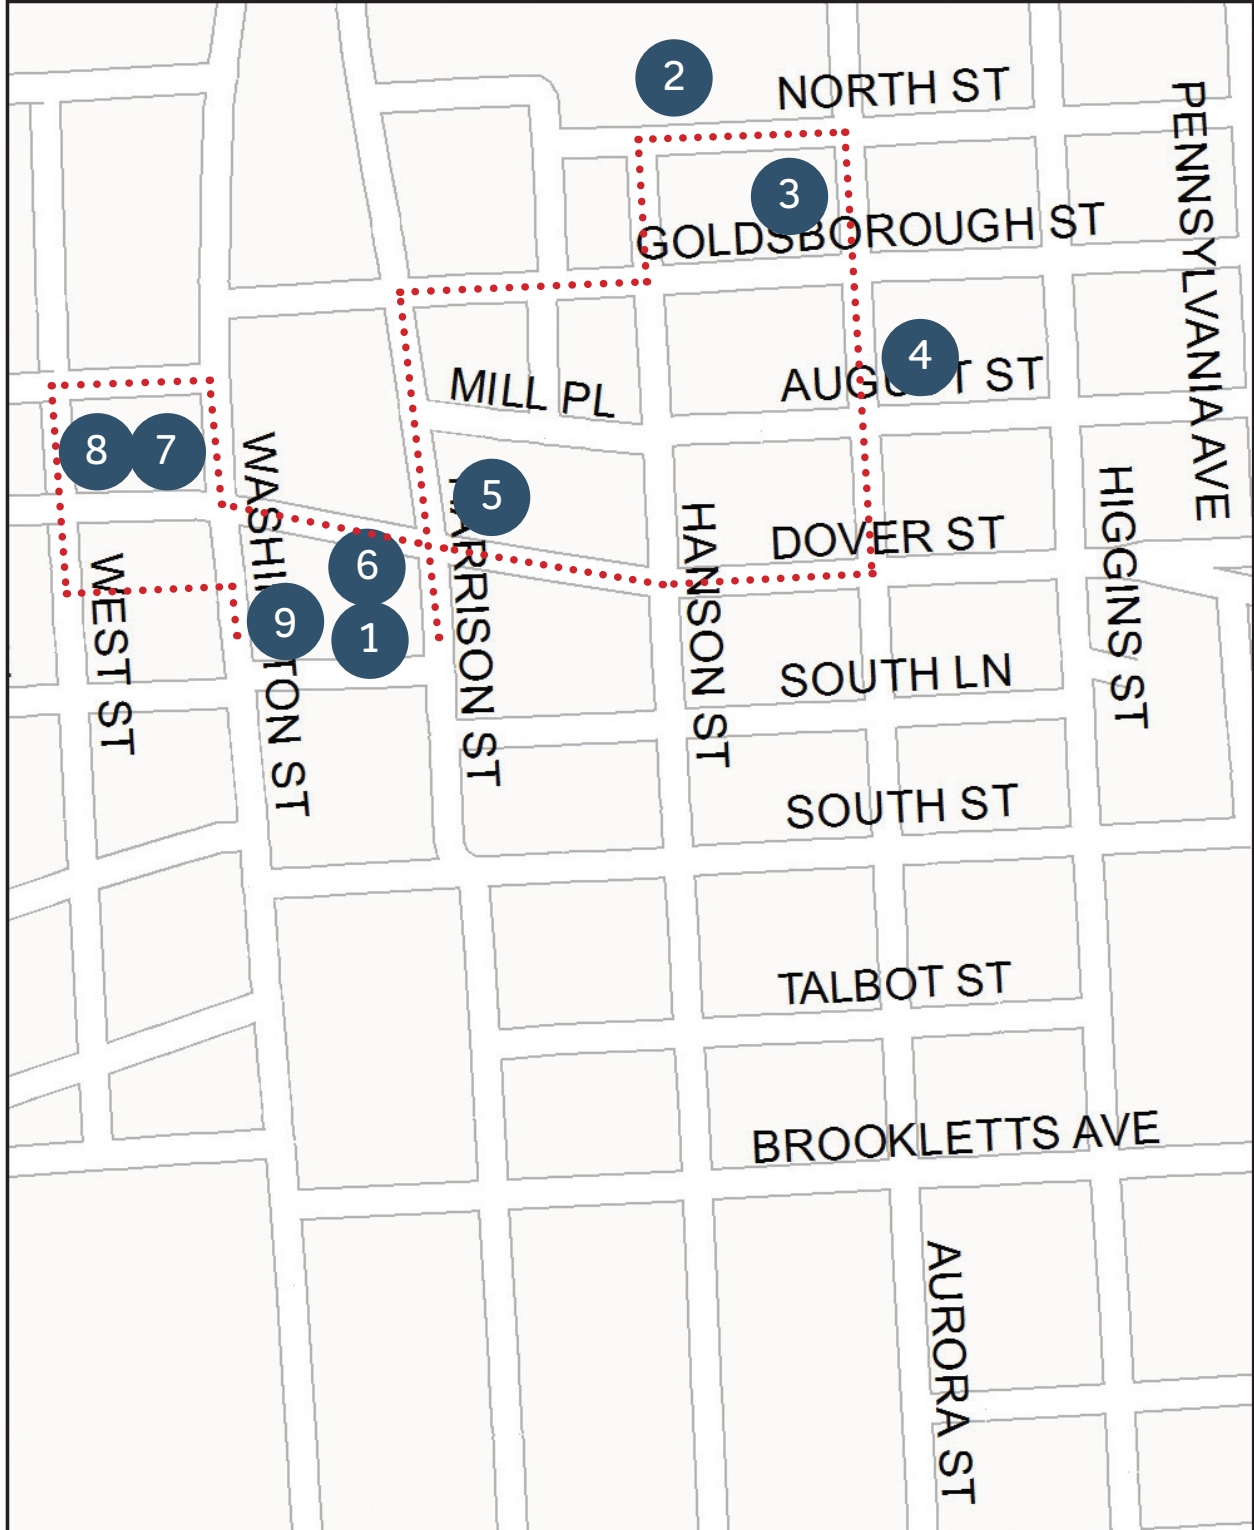 2
NORTH ST
PENNSYLVANIA AVE
3
GOLDSBOROUGH ST
4
AUGUST ST
MILL PL
8
7
WASHINGTON ST
5
HARRISON ST
HANSON ST
DOVER ST
HIGGINS ST
6
WEST ST
9
1
SOUTH LN
SOUTH ST
TALBOT ST
BROOKLETTS AVE
AURORA ST